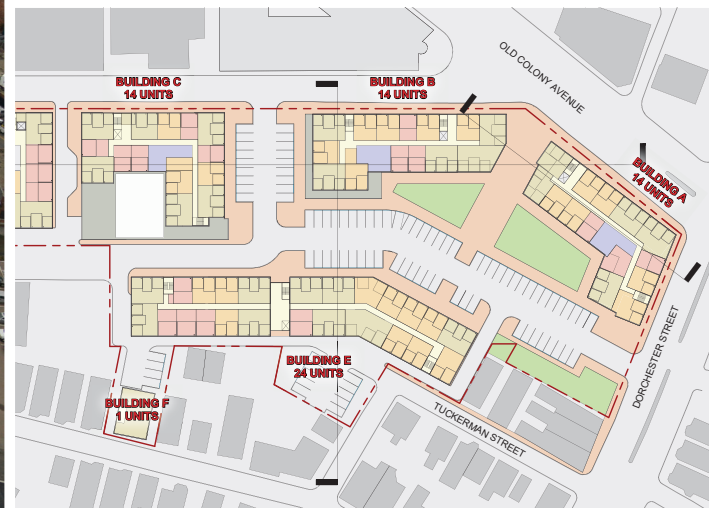 OLD COLONY AVENUE
BUILDING C
14 UNITS
BUILDING B
14 UNITS
BUILDING A
14 UNITS
DORCHESTER STREET
BUILDING E
24 UNITS
BUILDING F
1 UNITS
TUCKERMAN STREET